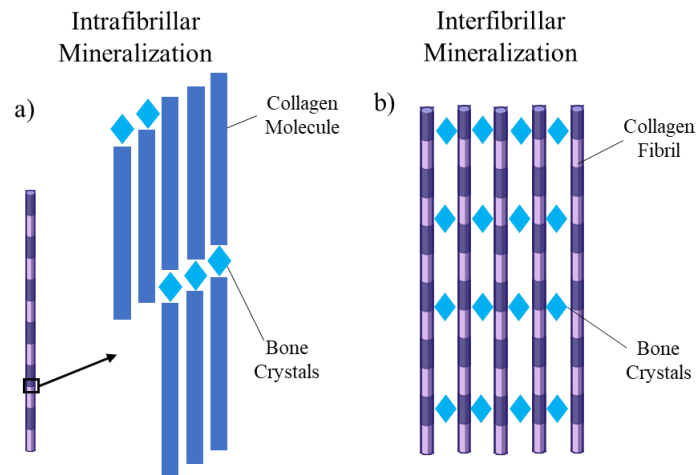 Intrafibrillar
Mineralization
a)
Collagen
Molecule
Bone
Crystals
Interfibrillar
Mineralization
b)
Collagen
Fibril
Bone
Crystals